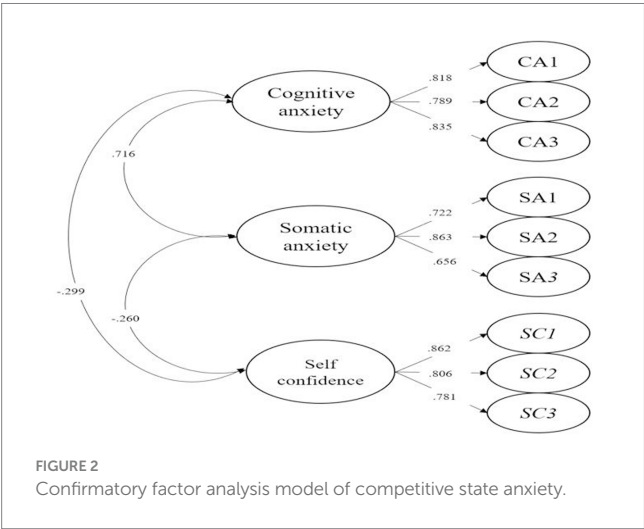 CA1
.818
Cognitive
anxiety
.789
CA2
.835
CA3
.716
SA1
.722
Somatic
anxiety
.863
SA2
.656
SA3
-.299
-.260
SC1
.862
Self
confidence
.806
SC2
.781
SC3
FIGURE 2
Confirmatory factor analysis model of competitive state anxiety.